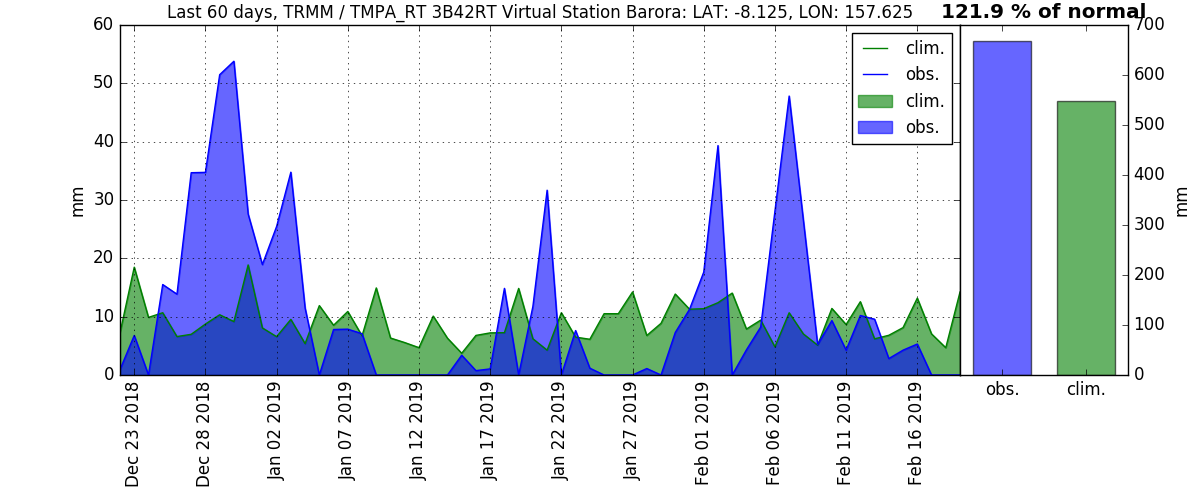 Last 60 days, TRMM / TMPA_RT 3B42RT Virtual Station Barora: LAT: -8.125, LON: 157.625
121.9 % of normal
60
50
40
30
20
10
0
mm
clim.
obs.
clim.
obs.
700
600
500
400
300
200
100
0
mm
obs.
clim.
Dec 23 2018
Dec 28 2018
Jan 02 2019
Jan 07 2019
Jan 12 2019
Jan 17 2019
Jan 22 2019
Jan 27 2019
Feb 01 2019
Feb 06 2019
Feb 11 2019
Feb 16 2019